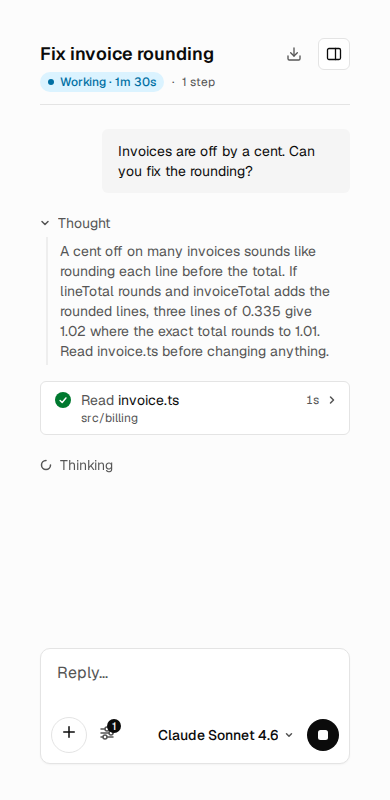 Fix invoice rounding
Working · 1m 30s · 1 step
Invoices are off by a cent. Can
you fix the rounding?
Thought
A cent off on many invoices sounds like
rounding each line before the total. If
lineTotal rounds and invoiceTotal adds the
rounded lines, three lines of 0.335 give
1.02 where the exact total rounds to 1.01.
Read invoice.ts before changing anything.
Read invoice.ts 1s
src/billing
Thinking
Reply...
1
Claude Sonnet 4.6